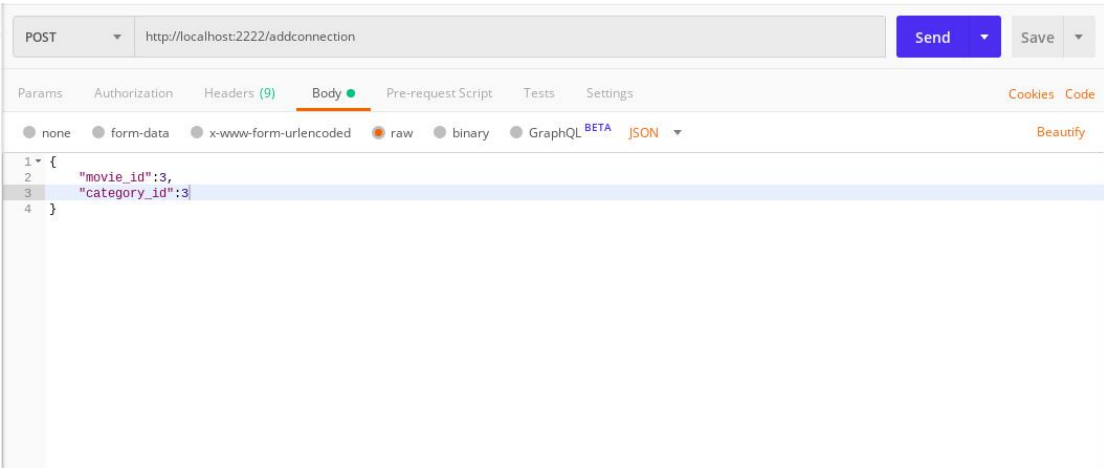 POST http://localhost:2222/addconnection Send Save
Params Authorization Headers (9) Body Pre-request Script Tests Settings Cookies Code
none form-data x-www-form-urlencoded raw binary GraphQL BETA JSON Beautify
1 {
2 "movie_id":3,
3 "category_id":3
4 }